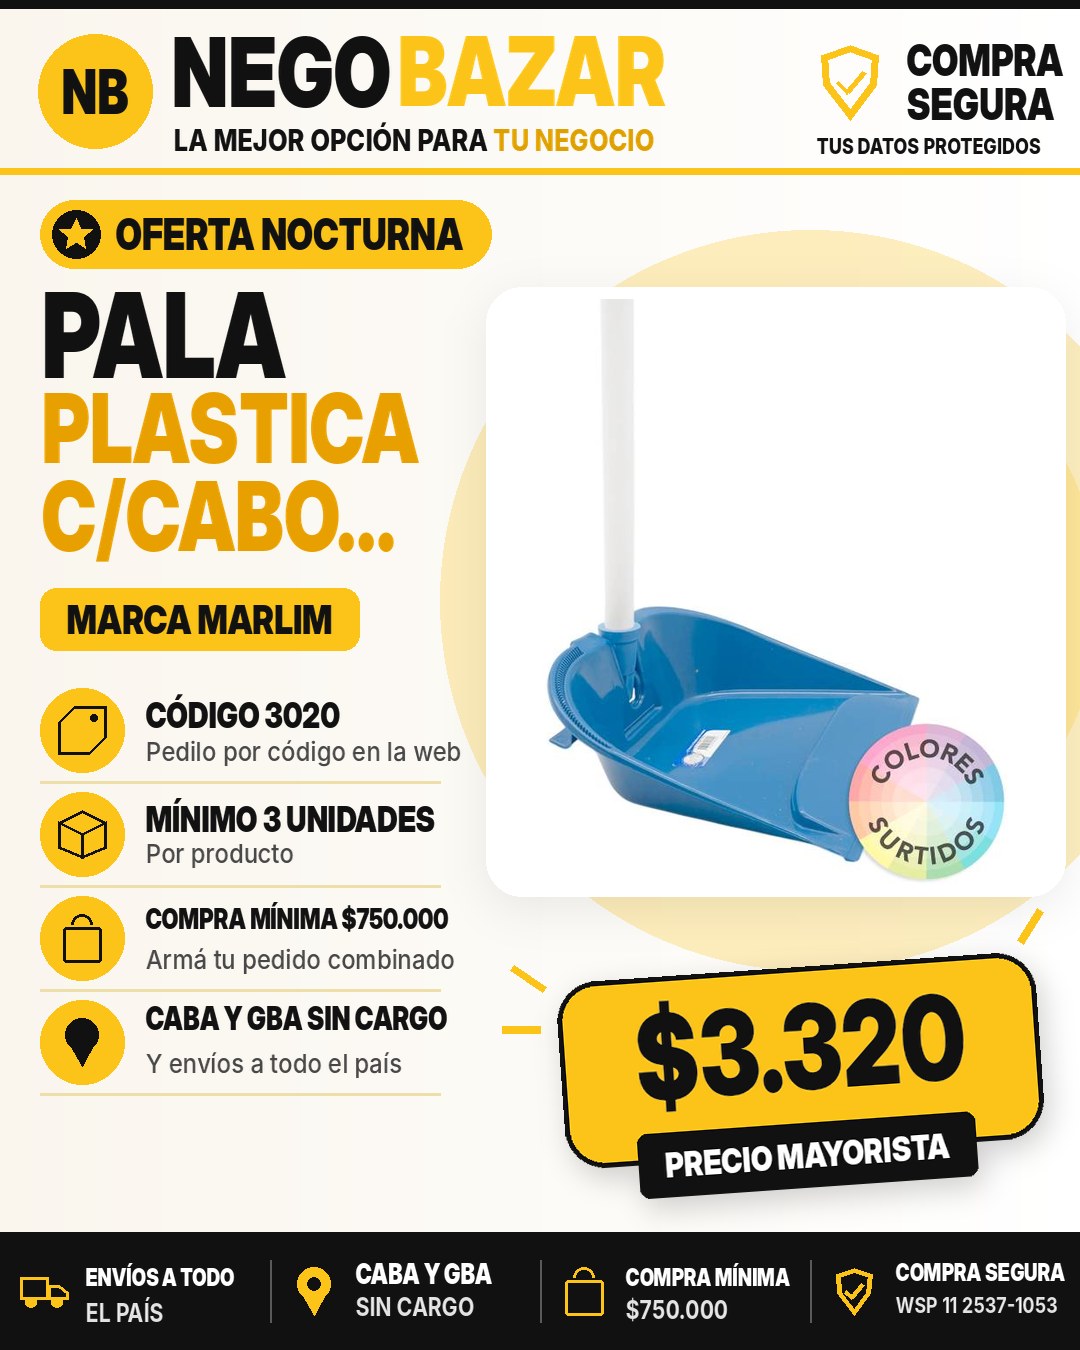 NB
NEGOBAZAR
LA MEJOR OPCIÓN PARA TU NEGOCIO
COMPRA
SEGURA
TUS DATOS PROTEGIDOS
OFERTA NOCTURNA
PALA
PLASTICA
C/CABO...
MARCA MARLIM
CÓDIGO 3020
Pedilo por código en la web
MÍNIMO 3 UNIDADES
Por producto
COMPRA MÍNIMA $750.000
Armá tu pedido combinado
CABA Y GBA SIN CARGO
Y envíos a todo el país
COLORES
SURTIDOS
$3.320
PRECIO MAYORISTA
ENVÍOS A TODO
EL PAÍS
CABA Y GBA
SIN CARGO
COMPRA MÍNIMA
$750.000
COMPRA SEGURA
WSP 11 2537-1053